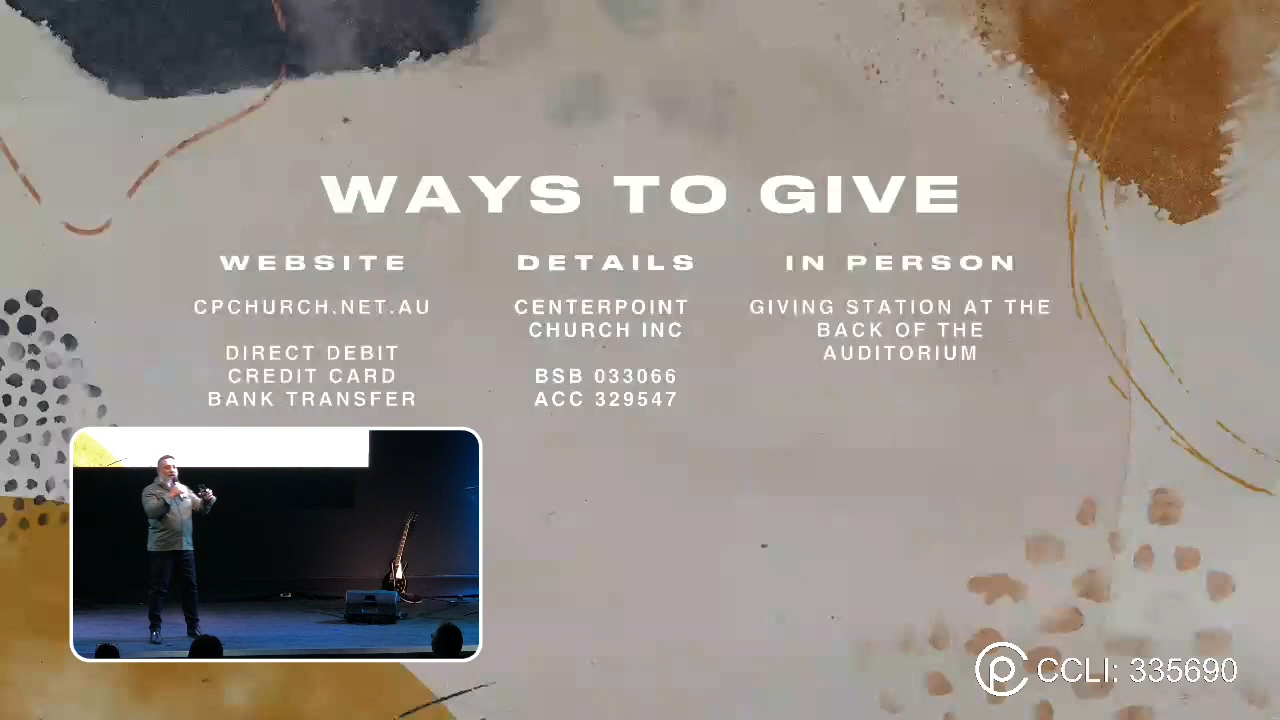 WAYS TO GIVE
WEBSITE
CPCHURCH.NET.AU
DIRECT DEBIT
CREDIT CARD
BANK TRANSFER
DETAILS
CENTERPOINT
CHURCH INC
BSB 033066
ACC 329547
IN PERSON
GIVING STATION AT THE
BACK OF THE
AUDITORIUM
CCLI: 335690